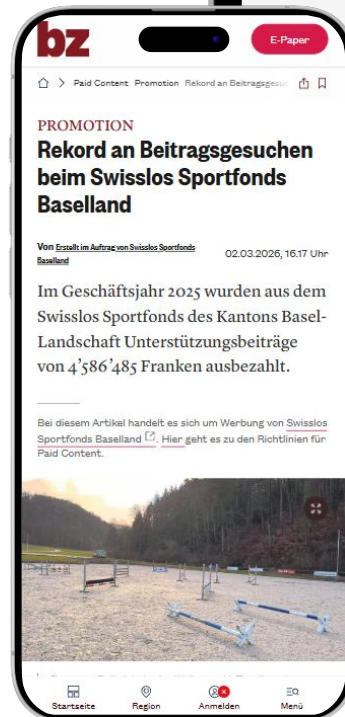 bz
E-Paper
Paid Content Promotion Rekord an Beitragsgesuc
PROMOTION
Rekord an Beitragsgesuchen
beim Swisslos Sportfonds
Baselland
Von Erstellt im Auftrag von Swisslos Sportfonds
Baselland
02.03.2026, 16.17 Uhr
Im Geschäftsjahr 2025 wurden aus dem
Swisslos Sportfonds des Kantons Basel-
Landschaft Unterstützungsbeiträge
von 4’586’485 Franken ausbezahlt.
Bei diesem Artikel handelt es sich um Werbung von Swisslos
Sportfonds Baselland. Hier geht es zu den Richtlinien für
Paid Content.
Startseite Region Anmelden Menü